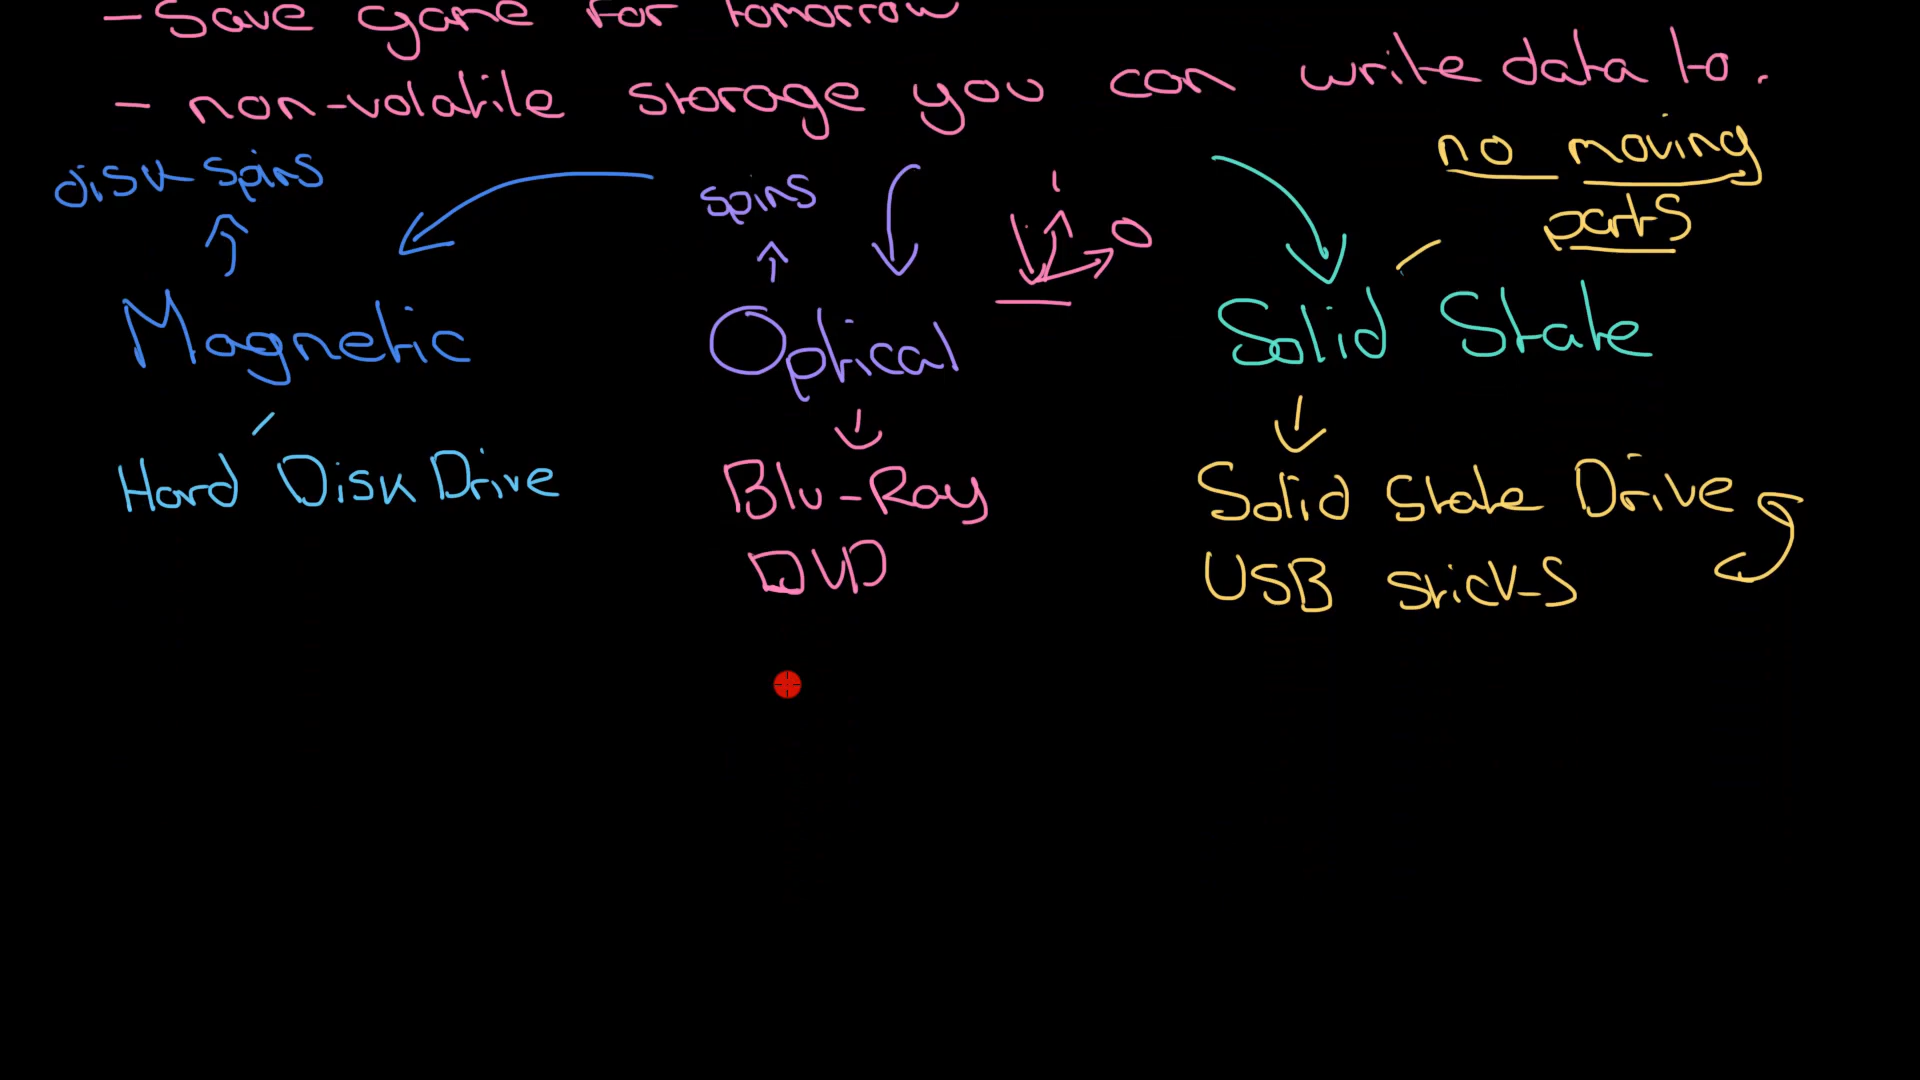 - Save game for tomorrow
- non-volatile storage you can write data to.
disk spins
spins
1
0
no moving
parts
Magnetic
Optical
Solid State
Hard Disk Drive
Blu-Ray
DVD
Solid State Drive
USB sticks